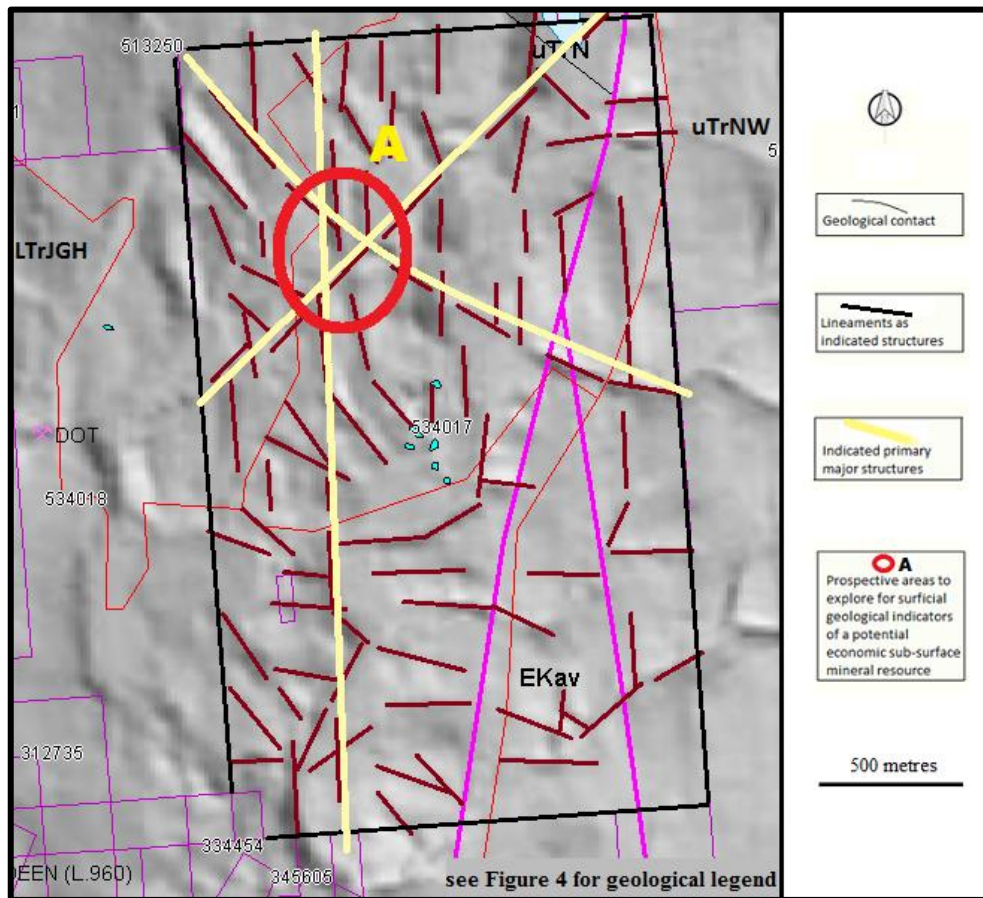 513250
uTrN
A
uTrNW
5
LTrJGH
DOT
534017
534018
EKav
312735
334454
DEEN (L.960)
345605
see Figure 4 for geological legend
Geological contact
Lineaments as
indicated structures
Indicated primary
major structures
A
Prospective areas to
explore for surficial
geological indicators
of a potential
economic sub-surface
mineral resource
500 metres